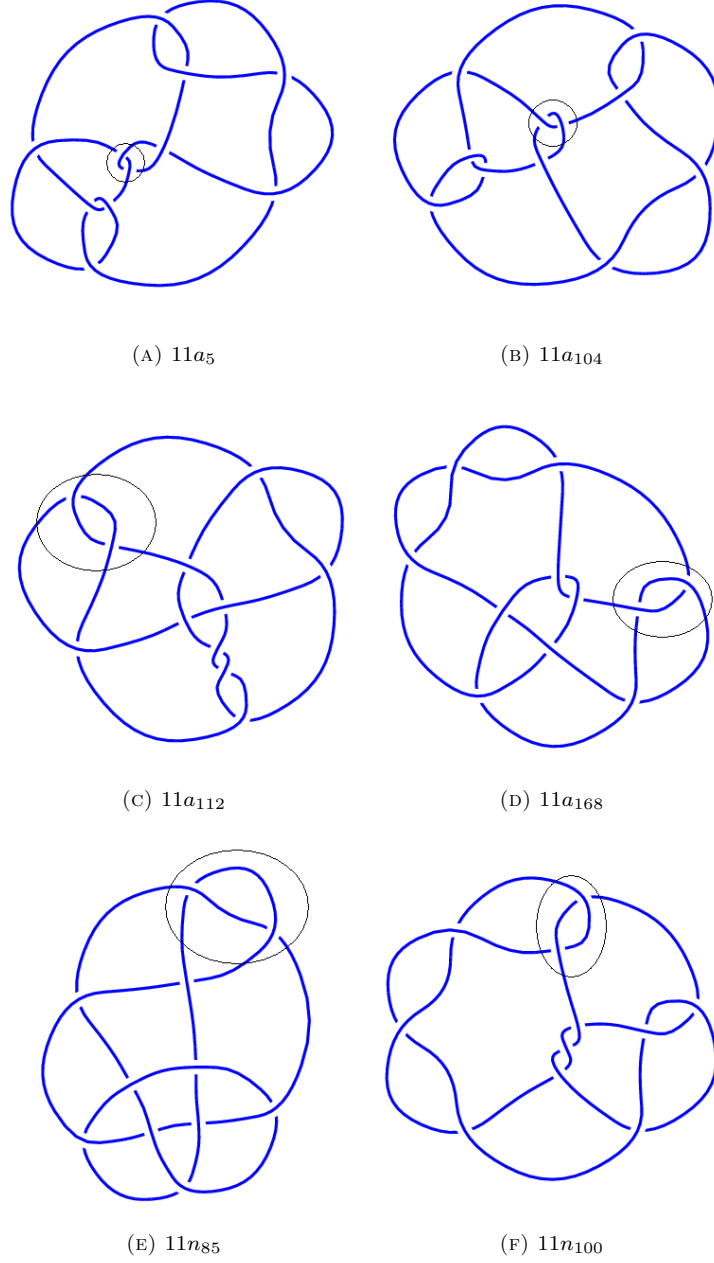 (A) 11a₅
(B) 11a₁₀₄
(C) 11a₁₁₂
(D) 11a₁₆₈
(E) 11n₈₅
(F) 11n₁₀₀